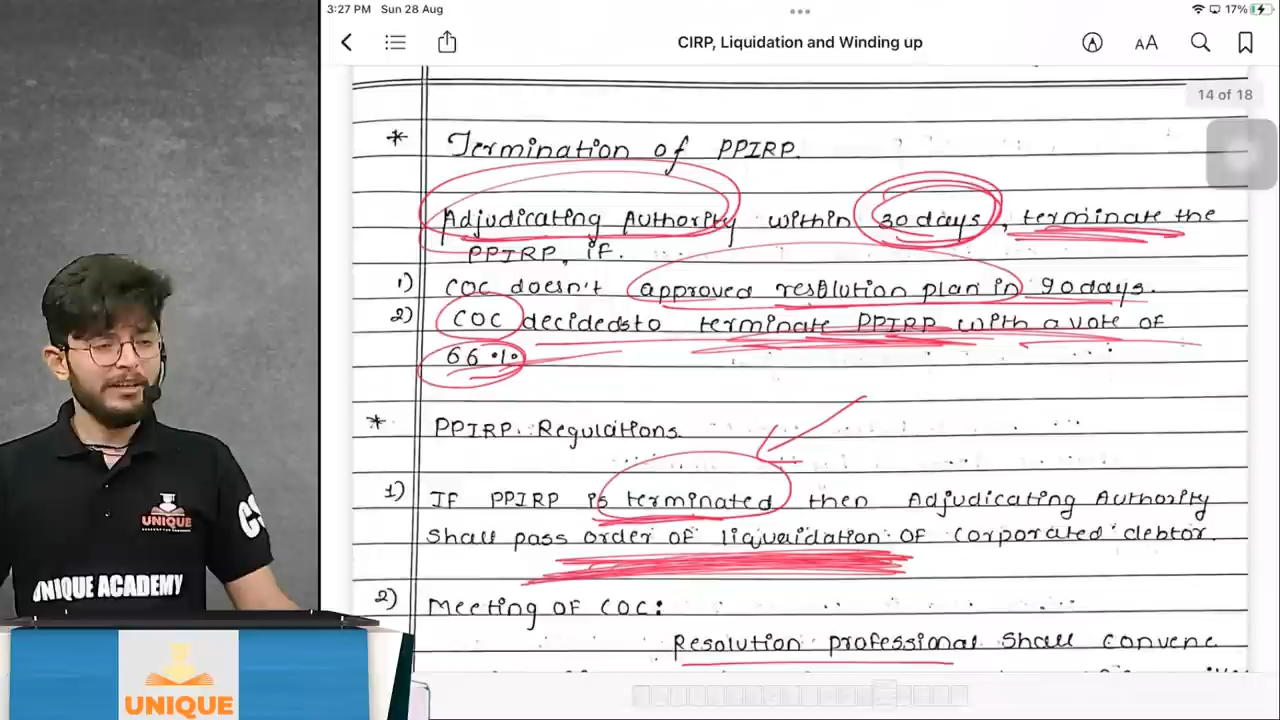 3:27 PM Sun 28 Aug
17%
CIRP, Liquidation and Winding up
AA
14 of 18
* Termination of PPIRP.
Adjudicating Authority within 30 days, terminate the
PPIRP, if.
1) COC doesn't approved resolution plan in 90days.
2) COC decidedsto terminate PPIRP with a vote of
66%
* PPIRP. Regulations.
1) IF PPIRP is terminated then Adjudicating Authority
Shall pass order of liquidation of corporated debtor.
2) Meeting OF COC:
Resolution professional Shall convene
UNIQUE
CS
UNIQUE ACADEMY
UNIQUE